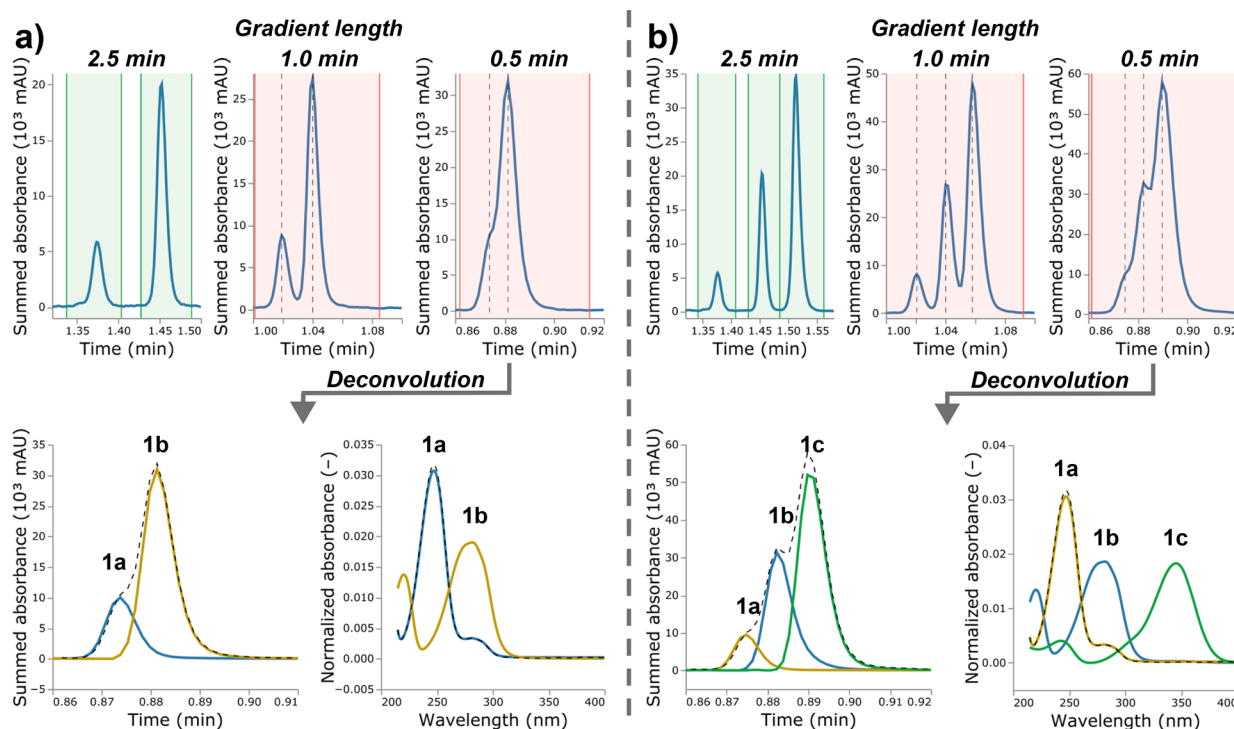 a)
Gradient length
2.5 min
1.0 min
0.5 min
Summed absorbance (10³ mAU)
20
15
10
5
0
1.35
1.40
1.45
1.50
Time (min)
Summed absorbance (10³ mAU)
25
20
15
10
5
0
1.00
1.04
1.08
Time (min)
Summed absorbance (10³ mAU)
30
25
20
15
10
5
0
0.86
0.88
0.90
0.92
Time (min)
Deconvolution
Summed absorbance (10³ mAU)
35
30
25
20
15
10
5
0
−5
1a
1b
0.86
0.87
0.88
0.89
0.90
0.91
Time (min)
Normalized absorbance (−)
0.035
0.030
0.025
0.020
0.015
0.010
0.005
0.000
−0.005
1a
1b
200
250
300
350
400
Wavelength (nm)
b)
Gradient length
2.5 min
1.0 min
0.5 min
Summed absorbance (10³ mAU)
35
30
25
20
15
10
5
0
1.35
1.40
1.45
1.50
1.55
Time (min)
Summed absorbance (10³ mAU)
50
40
30
20
10
0
1.00
1.04
1.08
Time (min)
Summed absorbance (10³ mAU)
60
50
40
30
20
10
0
0.86
0.88
0.90
0.92
Time (min)
Deconvolution
Summed absorbance (10³ mAU)
60
50
40
30
20
10
0
1a
1b
1c
0.86
0.87
0.88
0.89
0.90
0.91
0.92
Time (min)
Normalized absorbance (−)
0.04
0.03
0.02
0.01
0.00
1a
1b
1c
200
250
300
350
400
Wavelength (nm)